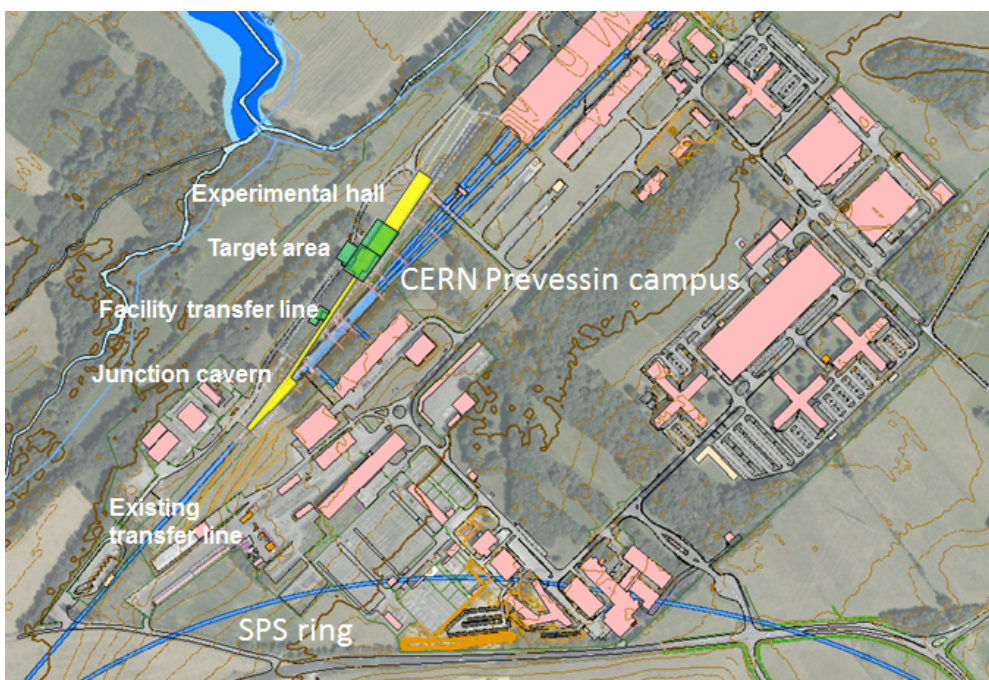 Experimental hall
Target area
CERN Prevessin campus
Facility transfer line
Junction cavern
Existing
transfer line
SPS ring